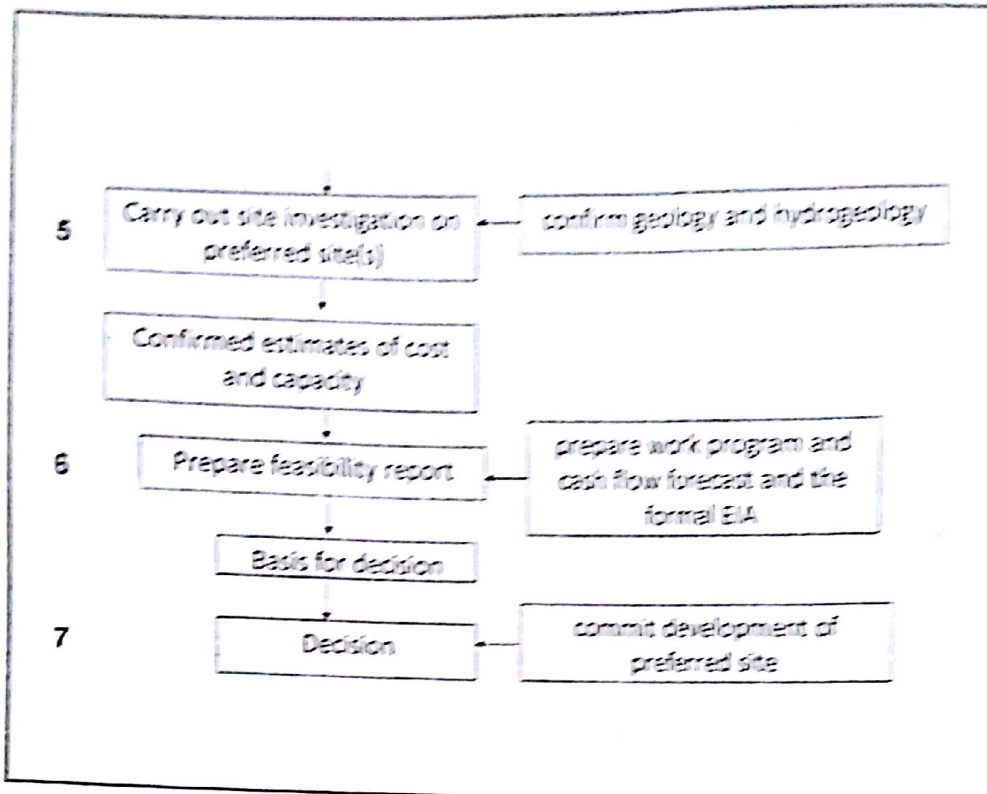 5
Carry out site investigation on
preferred site(s)
confirm geology and hydrogeology
Confirmed estimates of cost
and capacity
6
Prepare feasibility report
prepare work program and
cash flow forecast and the
formal EIA
Basis for decision
7
Decision
commit development of
preferred site